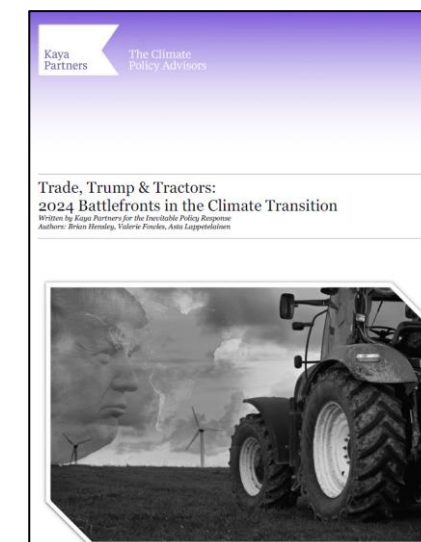 Kaya
Partners
The Climate
Policy Advisors
Trade, Trump & Tractors:
2024 Battlefronts in the Climate Transition
Written by Kaya Partners for the Inevitable Policy Response
Authors: Brian Hensley, Valerie Fowles, Asta Lappetelainen